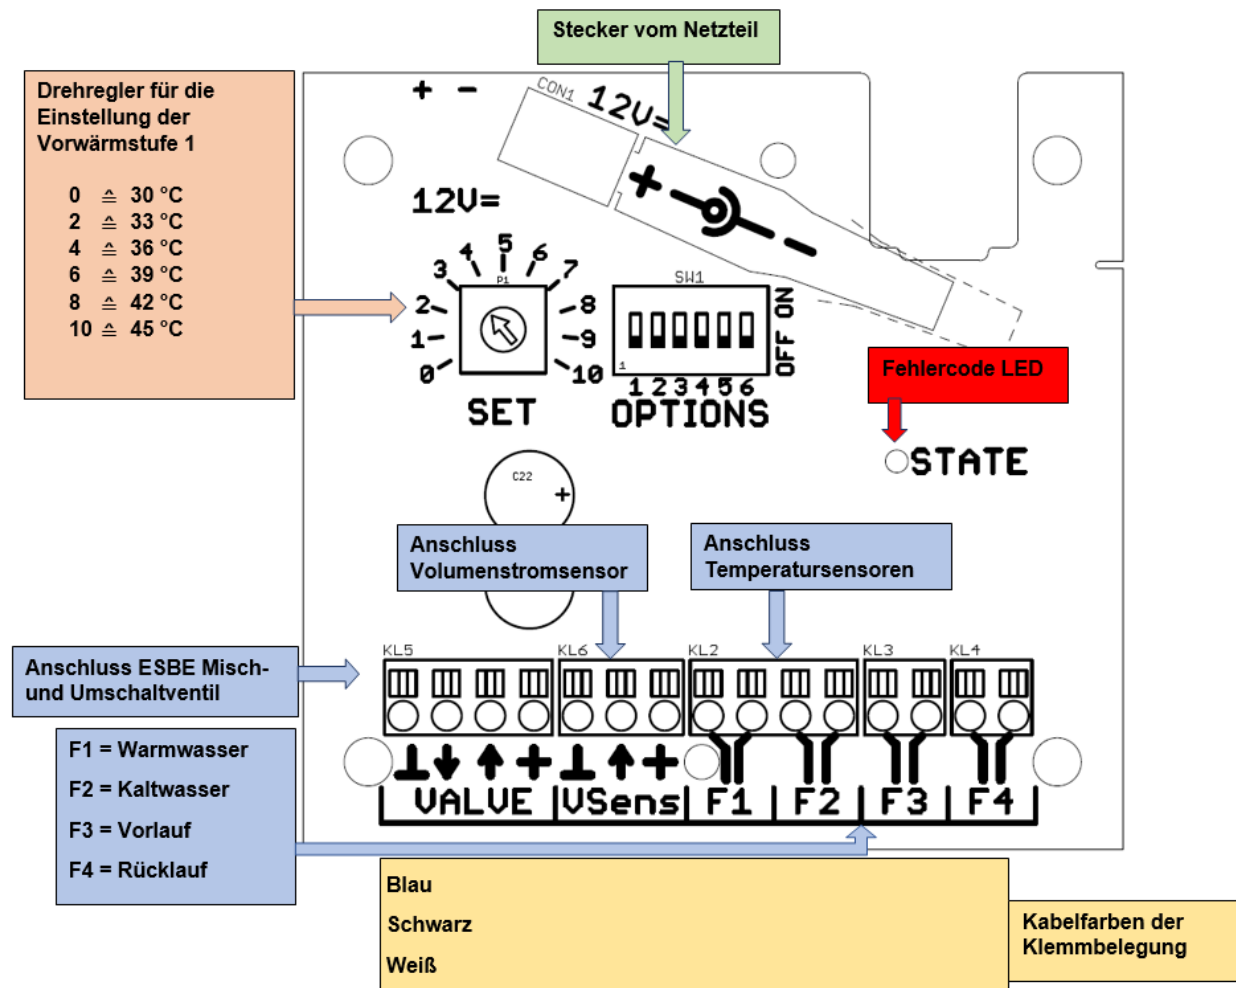 Stecker vom Netzteil
Drehregler für die
Einstellung der
Vorwärmstufe 1
0 ≙ 30 °C
2 ≙ 33 °C
4 ≙ 36 °C
6 ≙ 39 °C
8 ≙ 42 °C
10 ≙ 45 °C
+ -
CON1
12V=
+ -
12V=
0 1 2 3 4 5 6 7 8 9 10
P1
SET
SW1
1
1 2 3 4 5 6
OFF ON
OPTIONS
Fehlercode LED
STATE
C22
+
Anschluss
Volumenstromsensor
Anschluss
Temperatursensoren
Anschluss ESBE Misch-
und Umschaltventil
KL5 KL6 KL2 KL3 KL4
⊥ ↓ ↑ + ⊥ ↑ +
VALVE VSens F1 F2 F3 F4
F1 = Warmwasser
F2 = Kaltwasser
F3 = Vorlauf
F4 = Rücklauf
Blau
Schwarz
Weiß
Kabelfarben der
Klemmbelegung